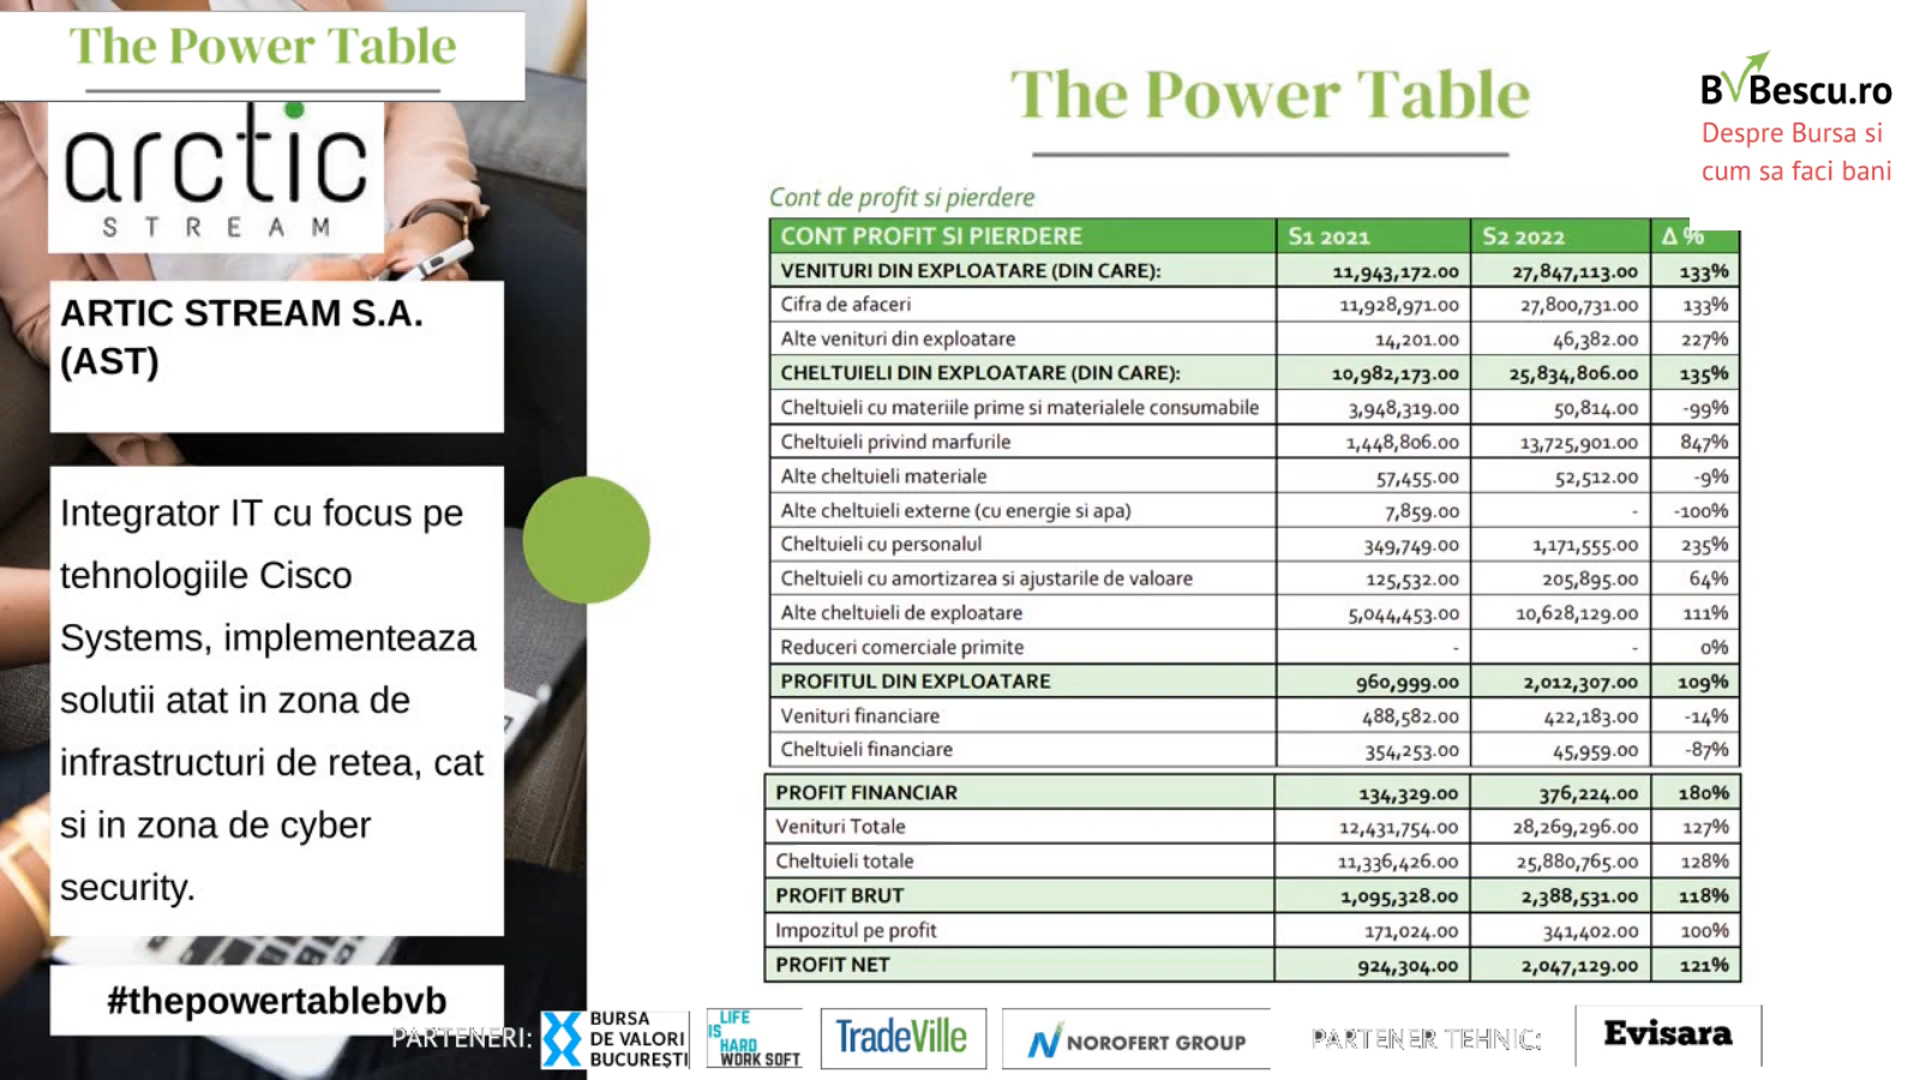 The Power Table
arctic
STREAM
ARTIC STREAM S.A.
(AST)
Integrator IT cu focus pe
tehnologiile Cisco
Systems, implementeaza
solutii atat in zona de
infrastructuri de retea, cat
si in zona de cyber
security.
#thepowertablebvb
The Power Table
BVBescu.ro
Despre Bursa si
cum sa faci bani
Cont de profit si pierdere
CONT PROFIT SI PIERDERE S1 2021 S2 2022 Δ %
VENITURI DIN EXPLOATARE (DIN CARE): 11,943,172.00 27,847,113.00 133%
Cifra de afaceri 11,928,971.00 27,800,731.00 133%
Alte venituri din exploatare 14,201.00 46,382.00 227%
CHELTUIELI DIN EXPLOATARE (DIN CARE): 10,982,173.00 25,834,806.00 135%
Cheltuieli cu materiile prime si materialele consumabile 3,948,319.00 50,814.00 -99%
Cheltuieli privind marfurile 1,448,806.00 13,725,901.00 847%
Alte cheltuieli materiale 57,455.00 52,512.00 -9%
Alte cheltuieli externe (cu energie si apa) 7,859.00 - -100%
Cheltuieli cu personalul 349,749.00 1,171,555.00 235%
Cheltuieli cu amortizarea si ajustarile de valoare 125,532.00 205,895.00 64%
Alte cheltuieli de exploatare 5,044,453.00 10,628,129.00 111%
Reduceri comerciale primite - - 0%
PROFITUL DIN EXPLOATARE 960,999.00 2,012,307.00 109%
Venituri financiare 488,582.00 422,183.00 -14%
Cheltuieli financiare 354,253.00 45,959.00 -87%
PROFIT FINANCIAR 134,329.00 376,224.00 180%
Venituri Totale 12,431,754.00 28,269,296.00 127%
Cheltuieli totale 11,336,426.00 25,880,765.00 128%
PROFIT BRUT 1,095,328.00 2,388,531.00 118%
Impozitul pe profit 171,024.00 341,402.00 100%
PROFIT NET 924,304.00 2,047,129.00 121%
PARTENERI:
BURSA
DE VALORI
BUCUREȘTI
LIFE
IS
HARD
WORK SOFT
TradeVille
NOROFERT GROUP
PARTENER TEHNIC:
Evisara